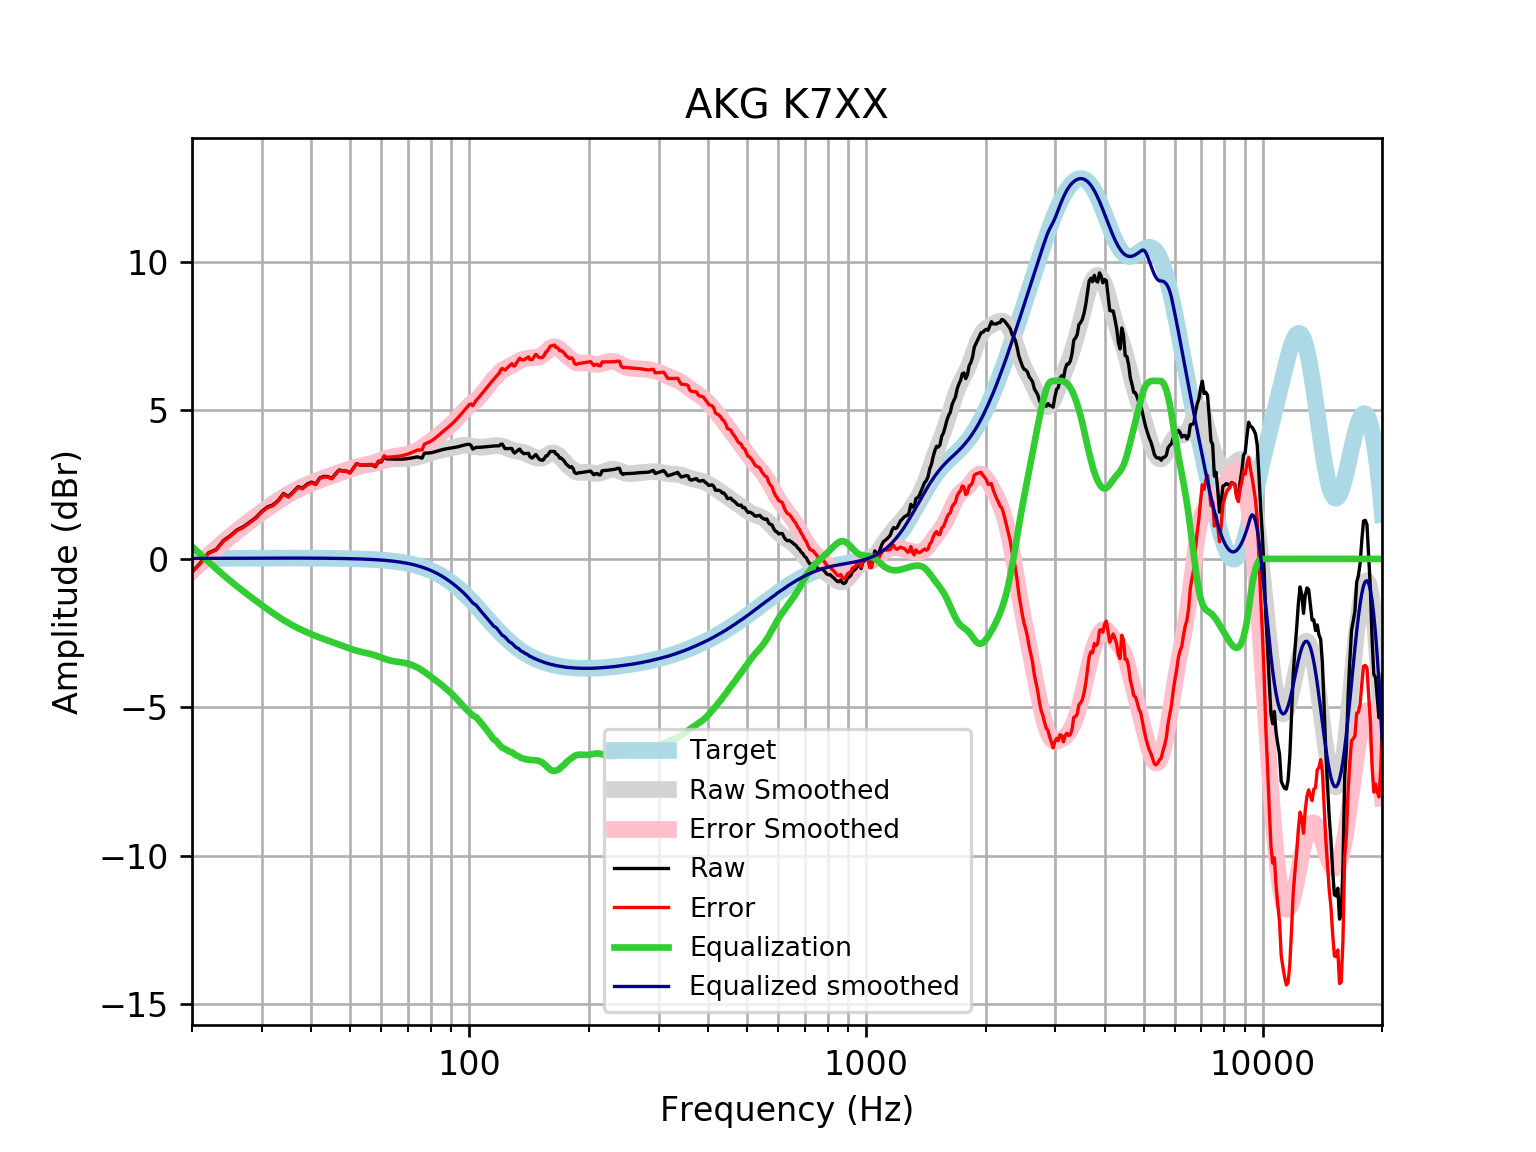 AKG K7XX
Amplitude (dBr)
10
5
0
−5
−10
−15
Target
Raw Smoothed
Error Smoothed
Raw
Error
Equalization
Equalized smoothed
100
1000
10000
Frequency (Hz)